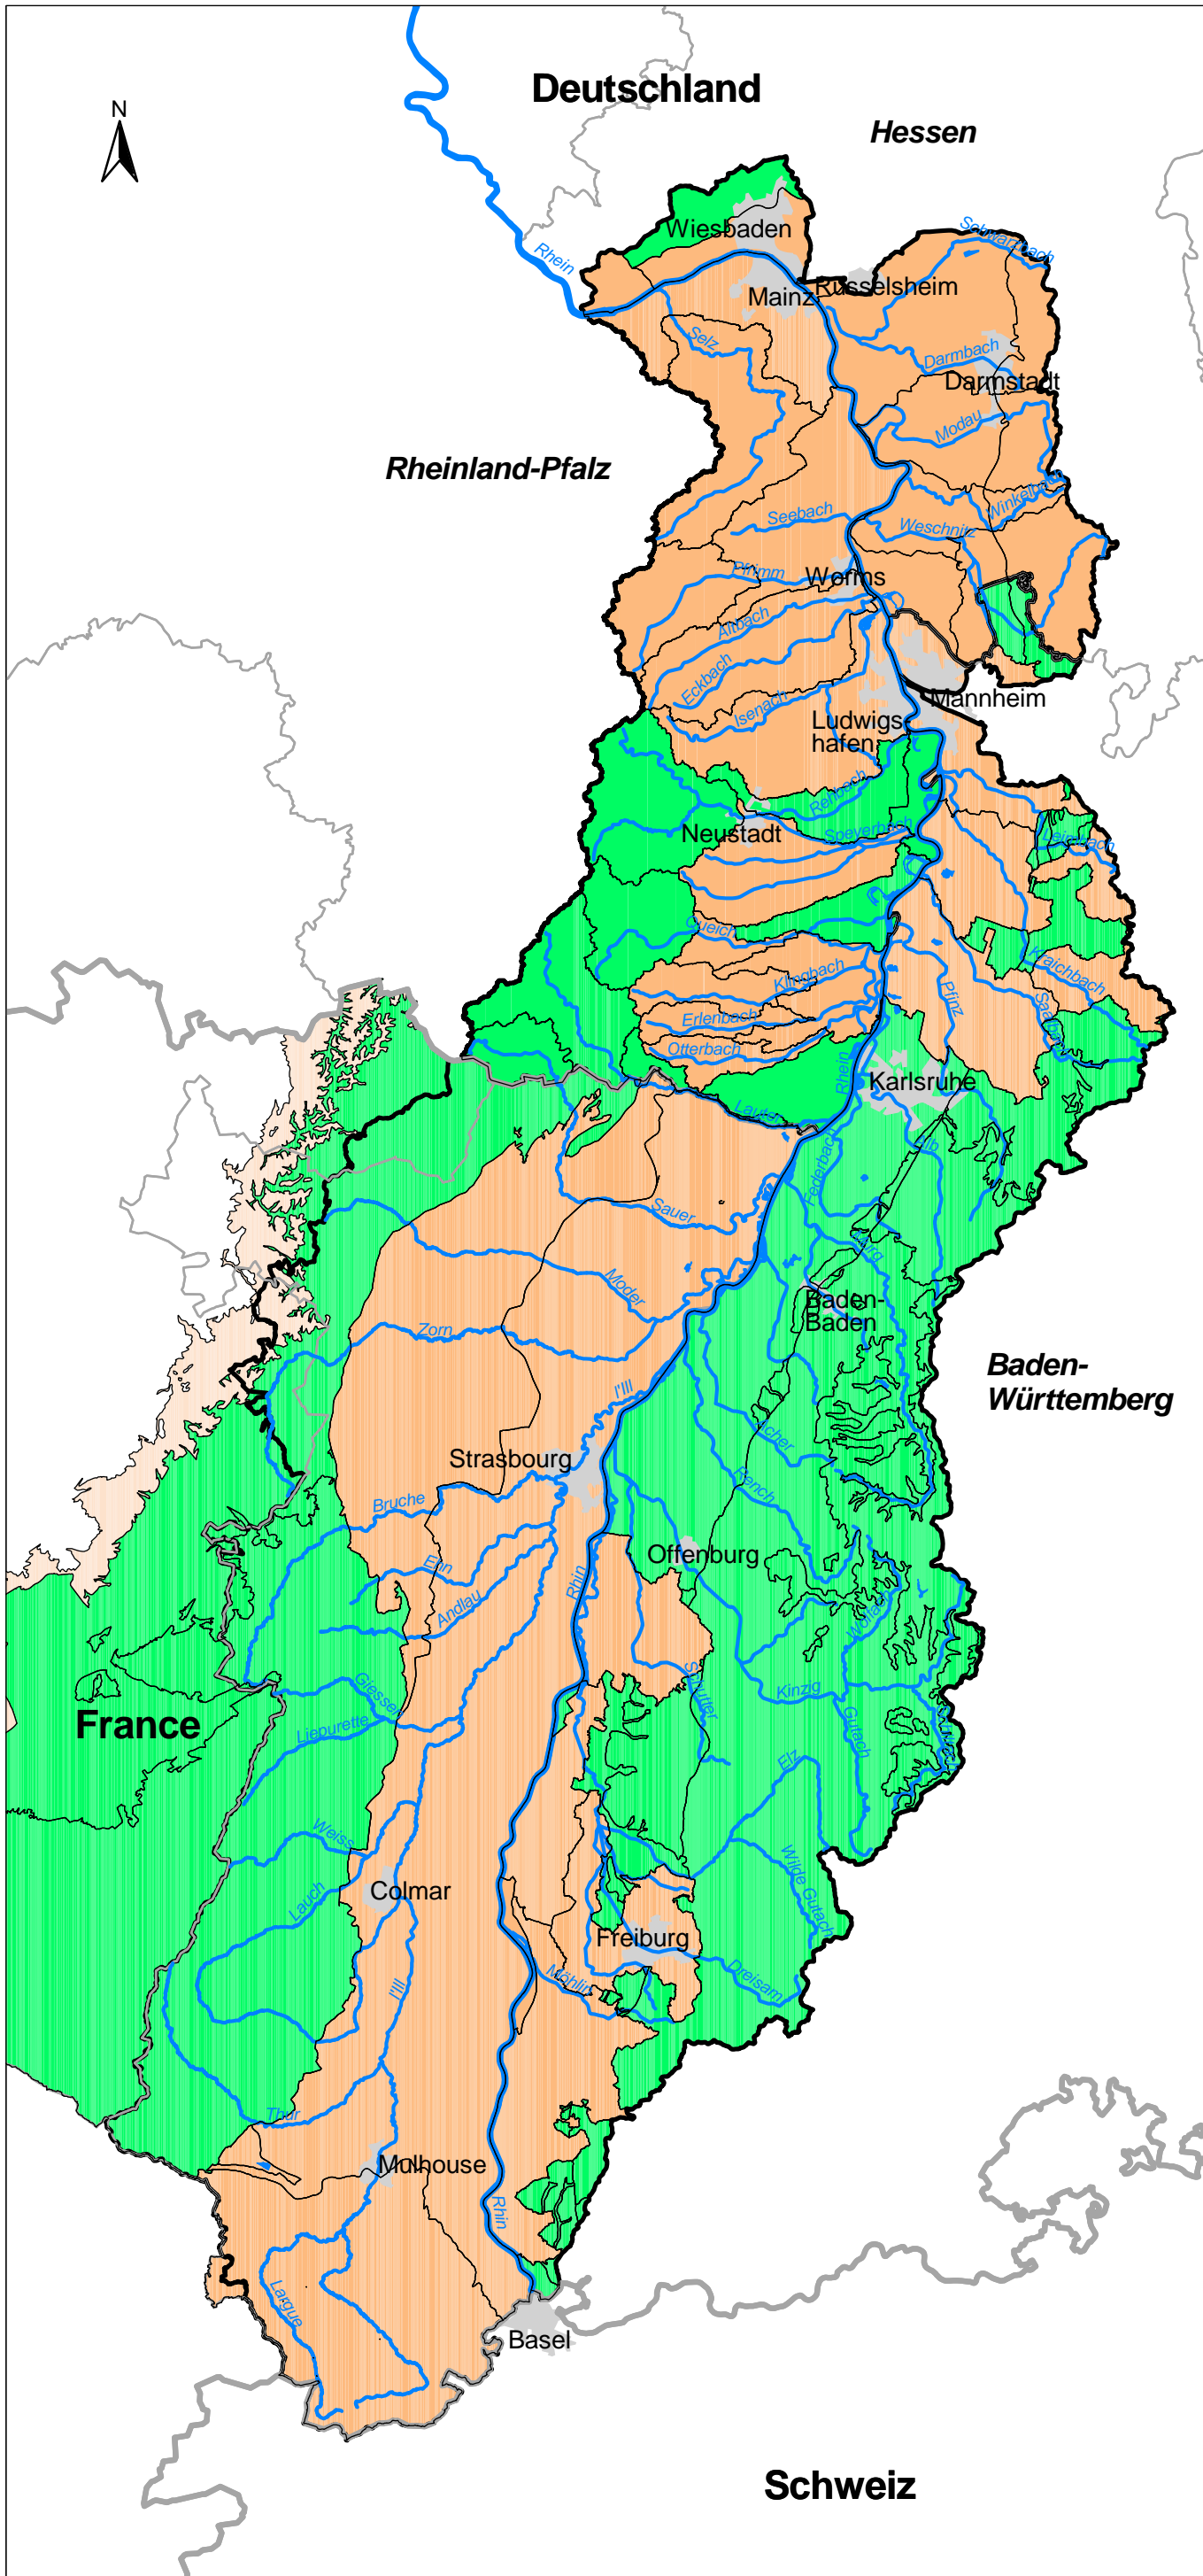 Deutschland
N
Hessen
Wiesbaden
Schwarzbach
Rhein
Rüsselsheim
Mainz
Selz
Darmbach
Darmstadt
Modau
Rheinland-Pfalz
Winkelbach
Seebach
Weschnitz
Pfrimm
Worms
Altbach
Eckbach
Isenach
Mannheim
Ludwigs-
hafen
Rehbach
Neustadt
Speyerbach
Leimbach
Queich
Klingbach
Kraichbach
Pfinz
Saalbach
Erlenbach
Otterbach
Rhein
Karlsruhe
Lauter
Alb
Federbach
Sauer
Murg
Moder
Baden-
Baden
Zorn
Baden-
Württemberg
l'Ill
Acher
Strasbourg
Rench
Bruche
Offenburg
Ehn
Rhin
Andlau
Wolfach
Giessen
Schutter
Kinzig
France
Liepurette
Gutach
Schiltach
Elz
Weiss
Colmar
Lauch
Wilde Gutach
Freiburg
Möhlin
Dreisam
l'Ill
Thur
Mulhouse
Rhin
Largue
Basel
Schweiz